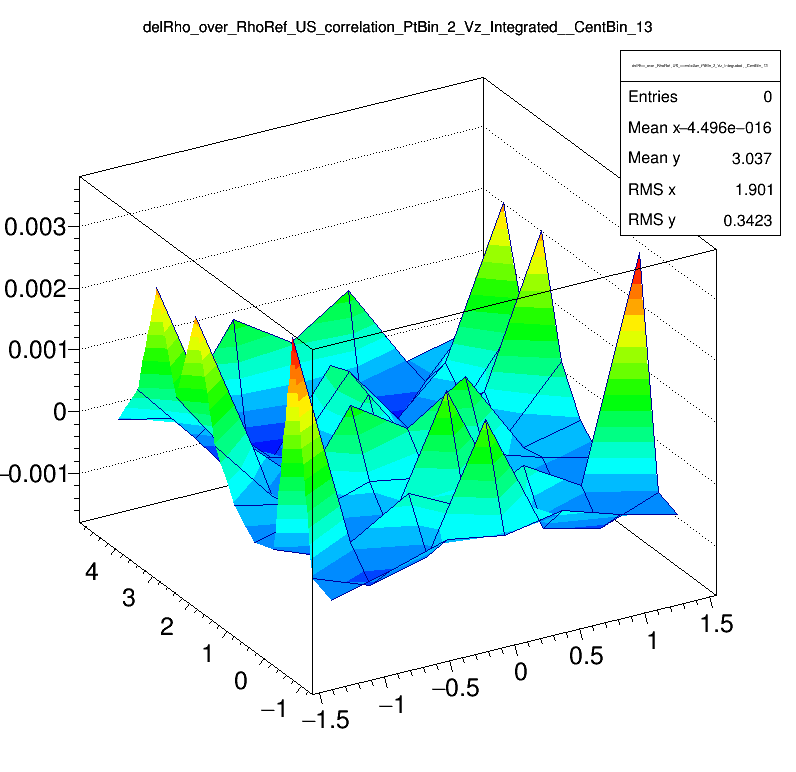 delRho_over_RhoRef_US_correlation_PtBin_2_Vz_Integrated__CentBin_13
delRho_over_RhoRef_US_correlation_PtBin_2_Vz_Integrated__CentBin_13
Entries 0
Mean x −4.496e−016
Mean y 3.037
RMS x 1.901
RMS y 0.3423
0.003
0.002
0.001
0
−0.001
4
3
2
1
0
−1
−1.5
−1
−0.5
0
0.5
1
1.5